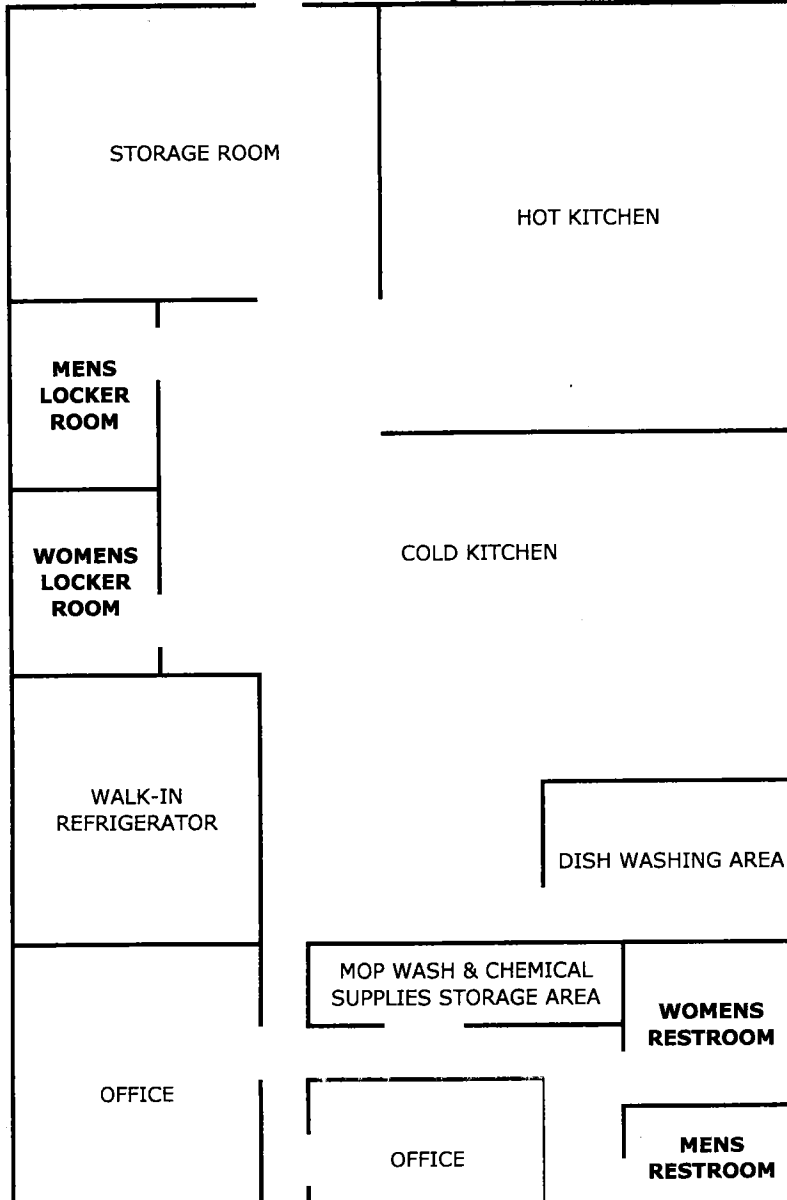 STORAGE ROOM
HOT KITCHEN
MENS
LOCKER
ROOM
WOMENS
LOCKER
ROOM
COLD KITCHEN
WALK-IN
REFRIGERATOR
DISH WASHING AREA
MOP WASH & CHEMICAL
SUPPLIES STORAGE AREA
WOMENS
RESTROOM
OFFICE
OFFICE
MENS
RESTROOM